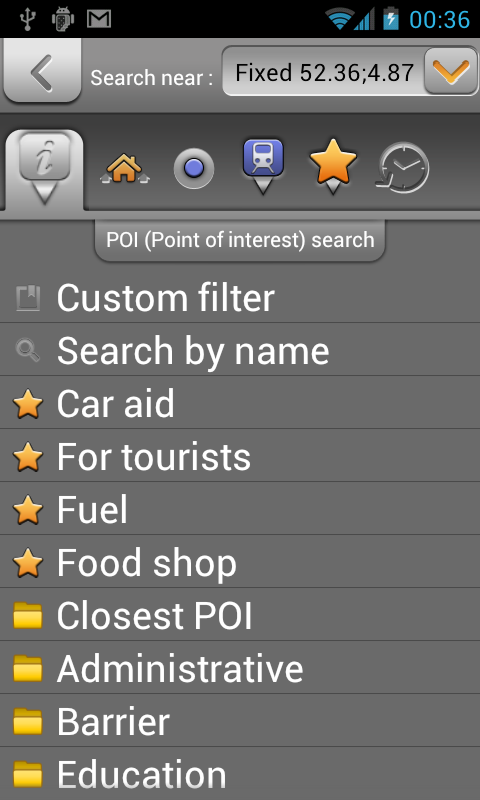 00:36
Search near :
Fixed 52.36;4.87
POI (Point of interest) search
Custom filter
Search by name
Car aid
For tourists
Fuel
Food shop
Closest POI
Administrative
Barrier
Education